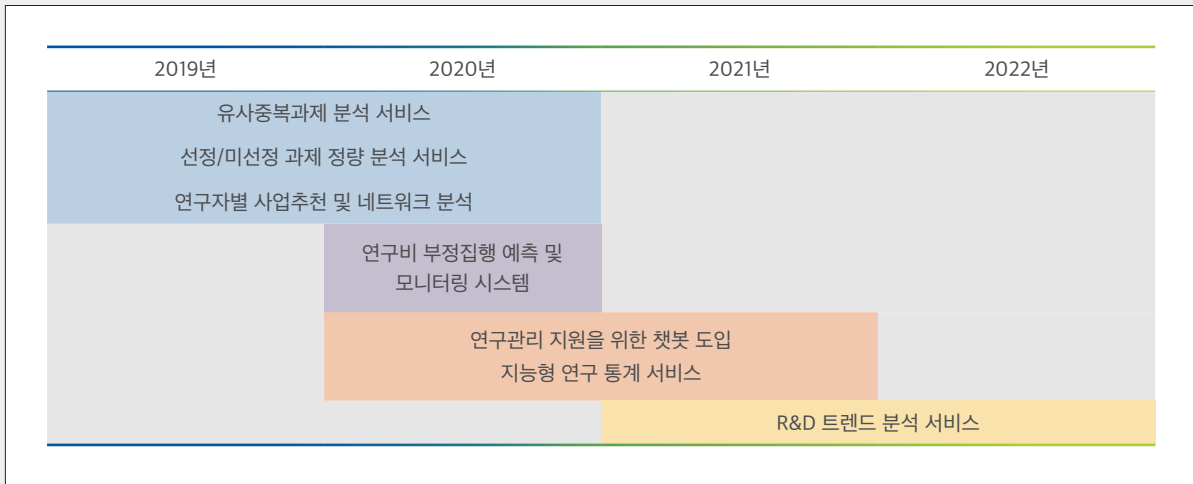 2019년 2020년 2021년 2022년
유사중복과제 분석 서비스
선정/미선정 과제 정량 분석 서비스
연구자별 사업추천 및 네트워크 분석
연구비 부정집행 예측 및
모니터링 시스템
연구관리 지원을 위한 챗봇 도입
지능형 연구 통계 서비스
R&D 트렌드 분석 서비스